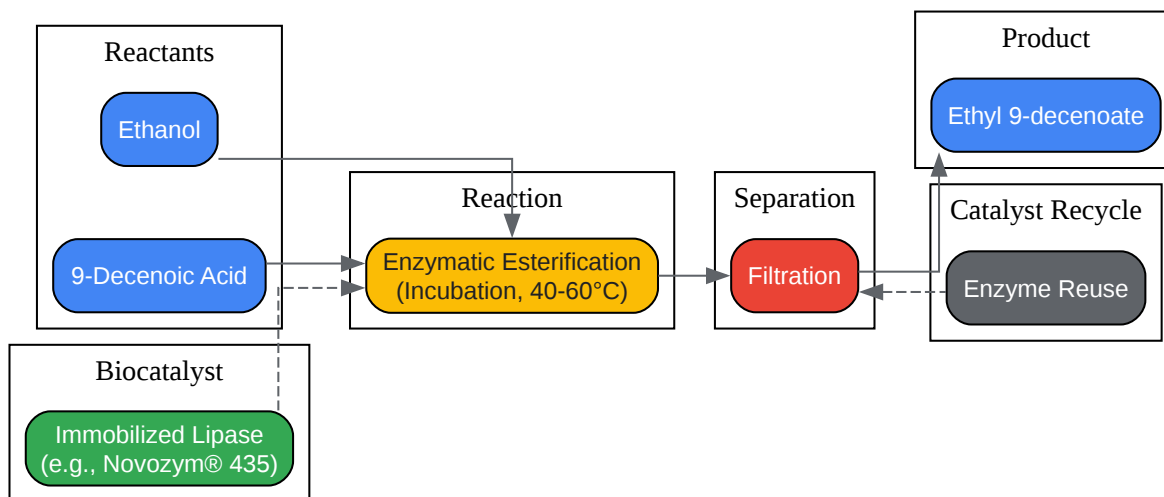 Reactants
Ethanol
9-Decenoic Acid
Biocatalyst
Immobilized Lipase
(e.g., Novozym® 435)
Reaction
Enzymatic Esterification
(Incubation, 40-60°C)
Separation
Filtration
Product
Ethyl 9-decenoate
Catalyst Recycle
Enzyme Reuse